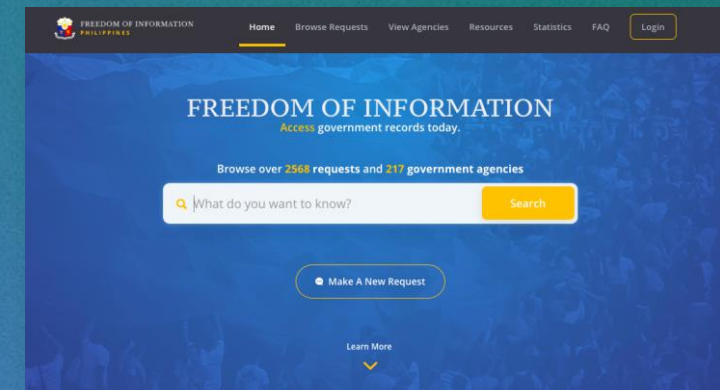 FREEDOM OF INFORMATION
PHILIPPINES
Home Browse Requests View Agencies Resources Statistics FAQ Login
FREEDOM OF INFORMATION
Access government records today.
Browse over 2568 requests and 217 government agencies
What do you want to know? Search
Make A New Request
Learn More